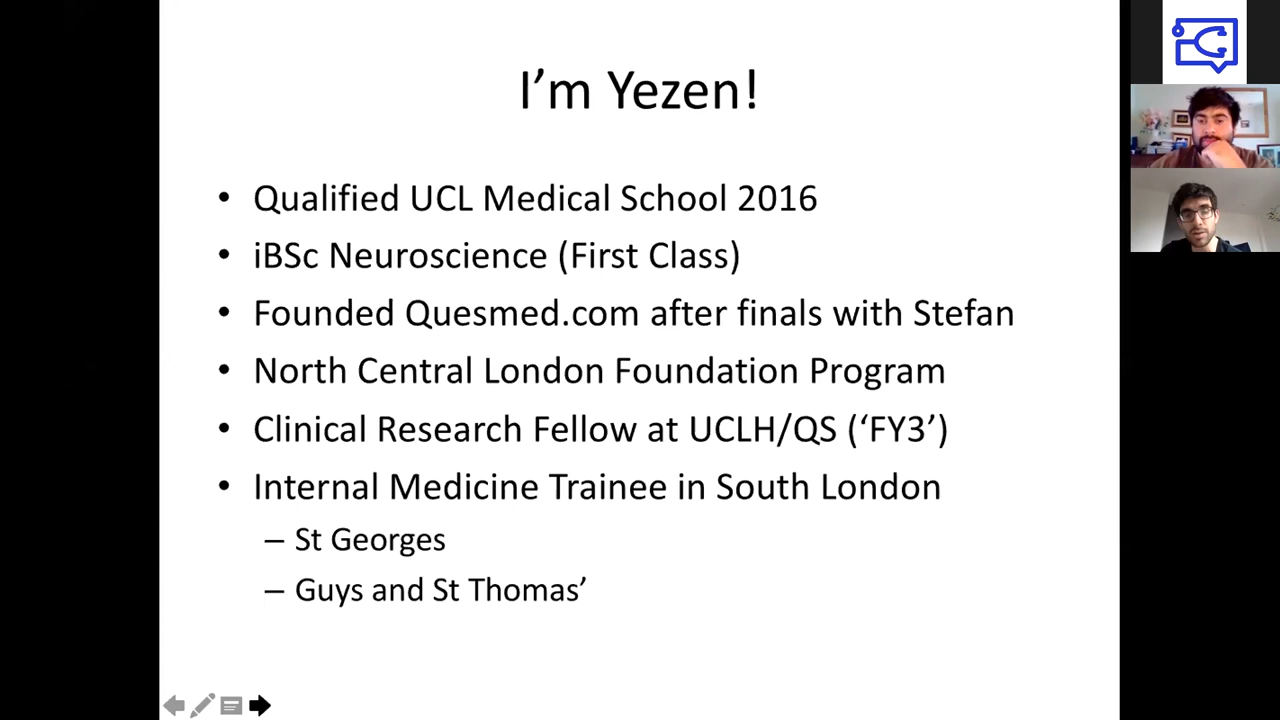 I’m Yezen!
• Qualified UCL Medical School 2016
• iBSc Neuroscience (First Class)
• Founded Quesmed.com after finals with Stefan
• North Central London Foundation Program
• Clinical Research Fellow at UCLH/QS (‘FY3’)
• Internal Medicine Trainee in South London
– St Georges
– Guys and St Thomas’